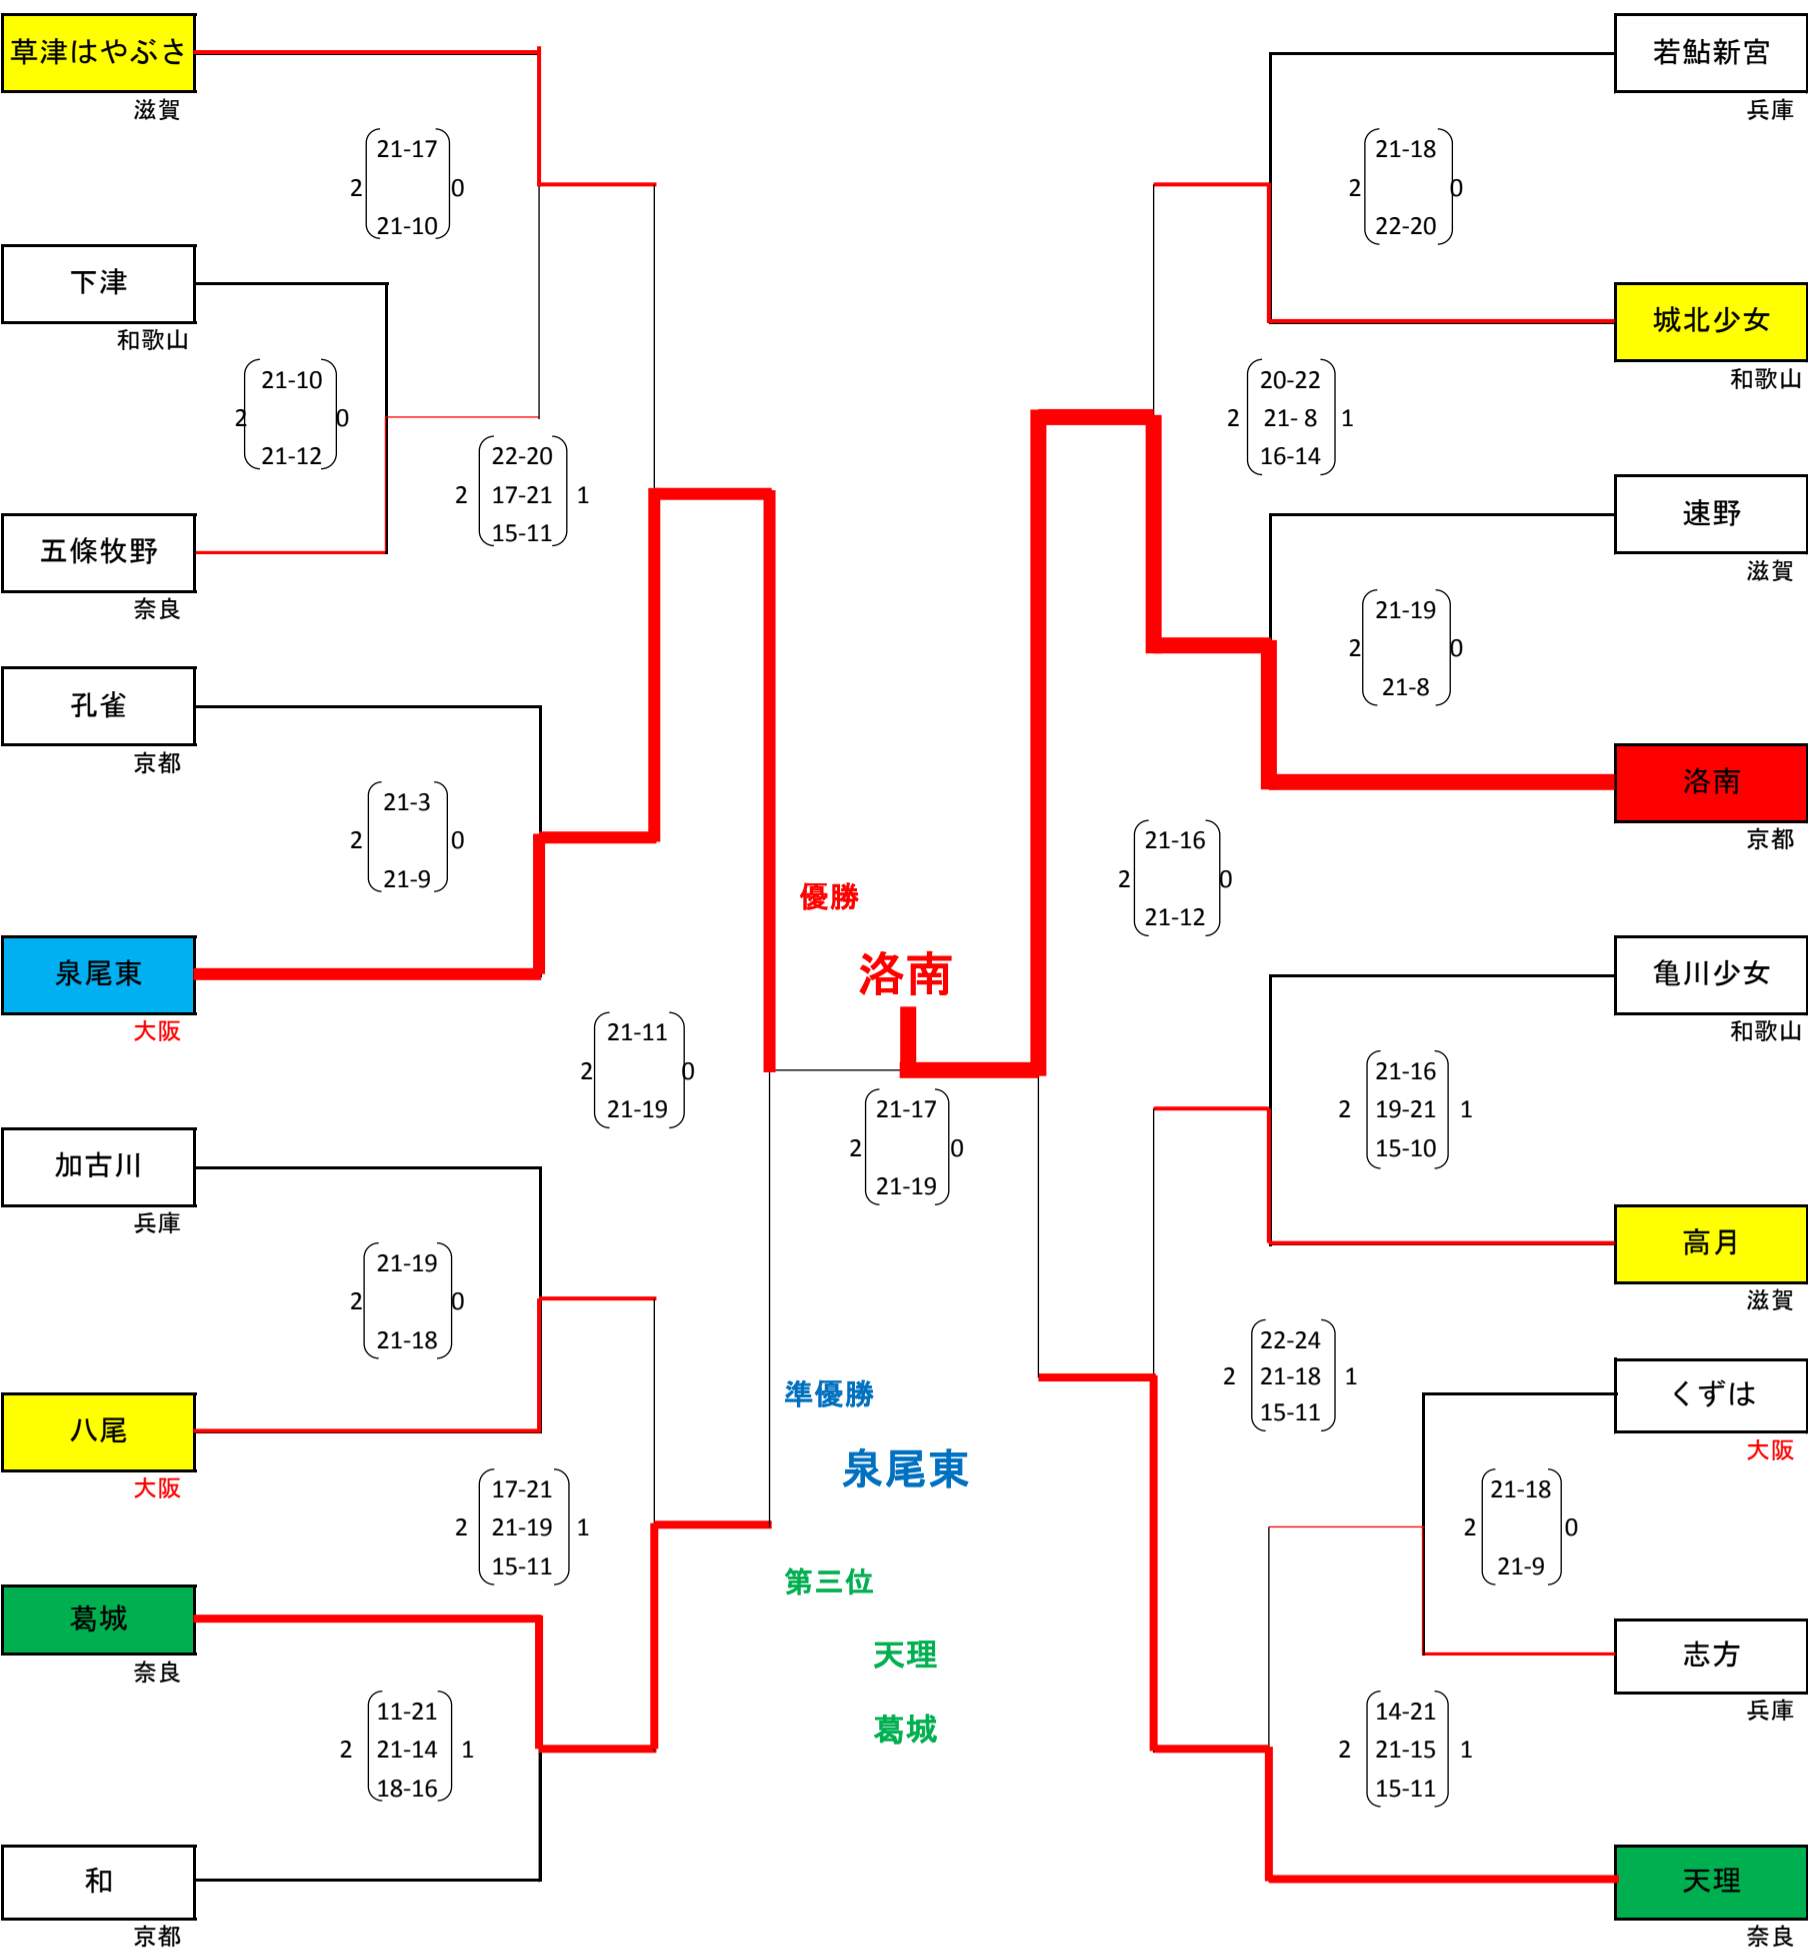 草津はやぶさ
滋賀
21-17
2 0
21-10
下津
和歌山
21-10
2 0
21-12
22-20
2 17-21 1
15-11
五條牧野
奈良
孔雀
京都
21-3
2 0
21-9
泉尾東
大阪
21-11
2 0
21-19
加古川
兵庫
21-19
2 0
21-18
八尾
大阪
17-21
2 21-19 1
15-11
葛城
奈良
11-21
2 21-14 1
18-16
和
京都
優勝
洛南
21-17
2 0
21-19
準優勝
泉尾東
第三位
天理
葛城
若鮎新宮
兵庫
21-18
2 0
22-20
城北少女
和歌山
20-22
2 21- 8 1
16-14
速野
滋賀
21-19
2 0
21-8
洛南
京都
21-16
2 0
21-12
亀川少女
和歌山
21-16
2 19-21 1
15-10
高月
滋賀
22-24
2 21-18 1
15-11
くずは
大阪
21-18
2 0
21-9
志方
兵庫
14-21
2 21-15 1
15-11
天理
奈良